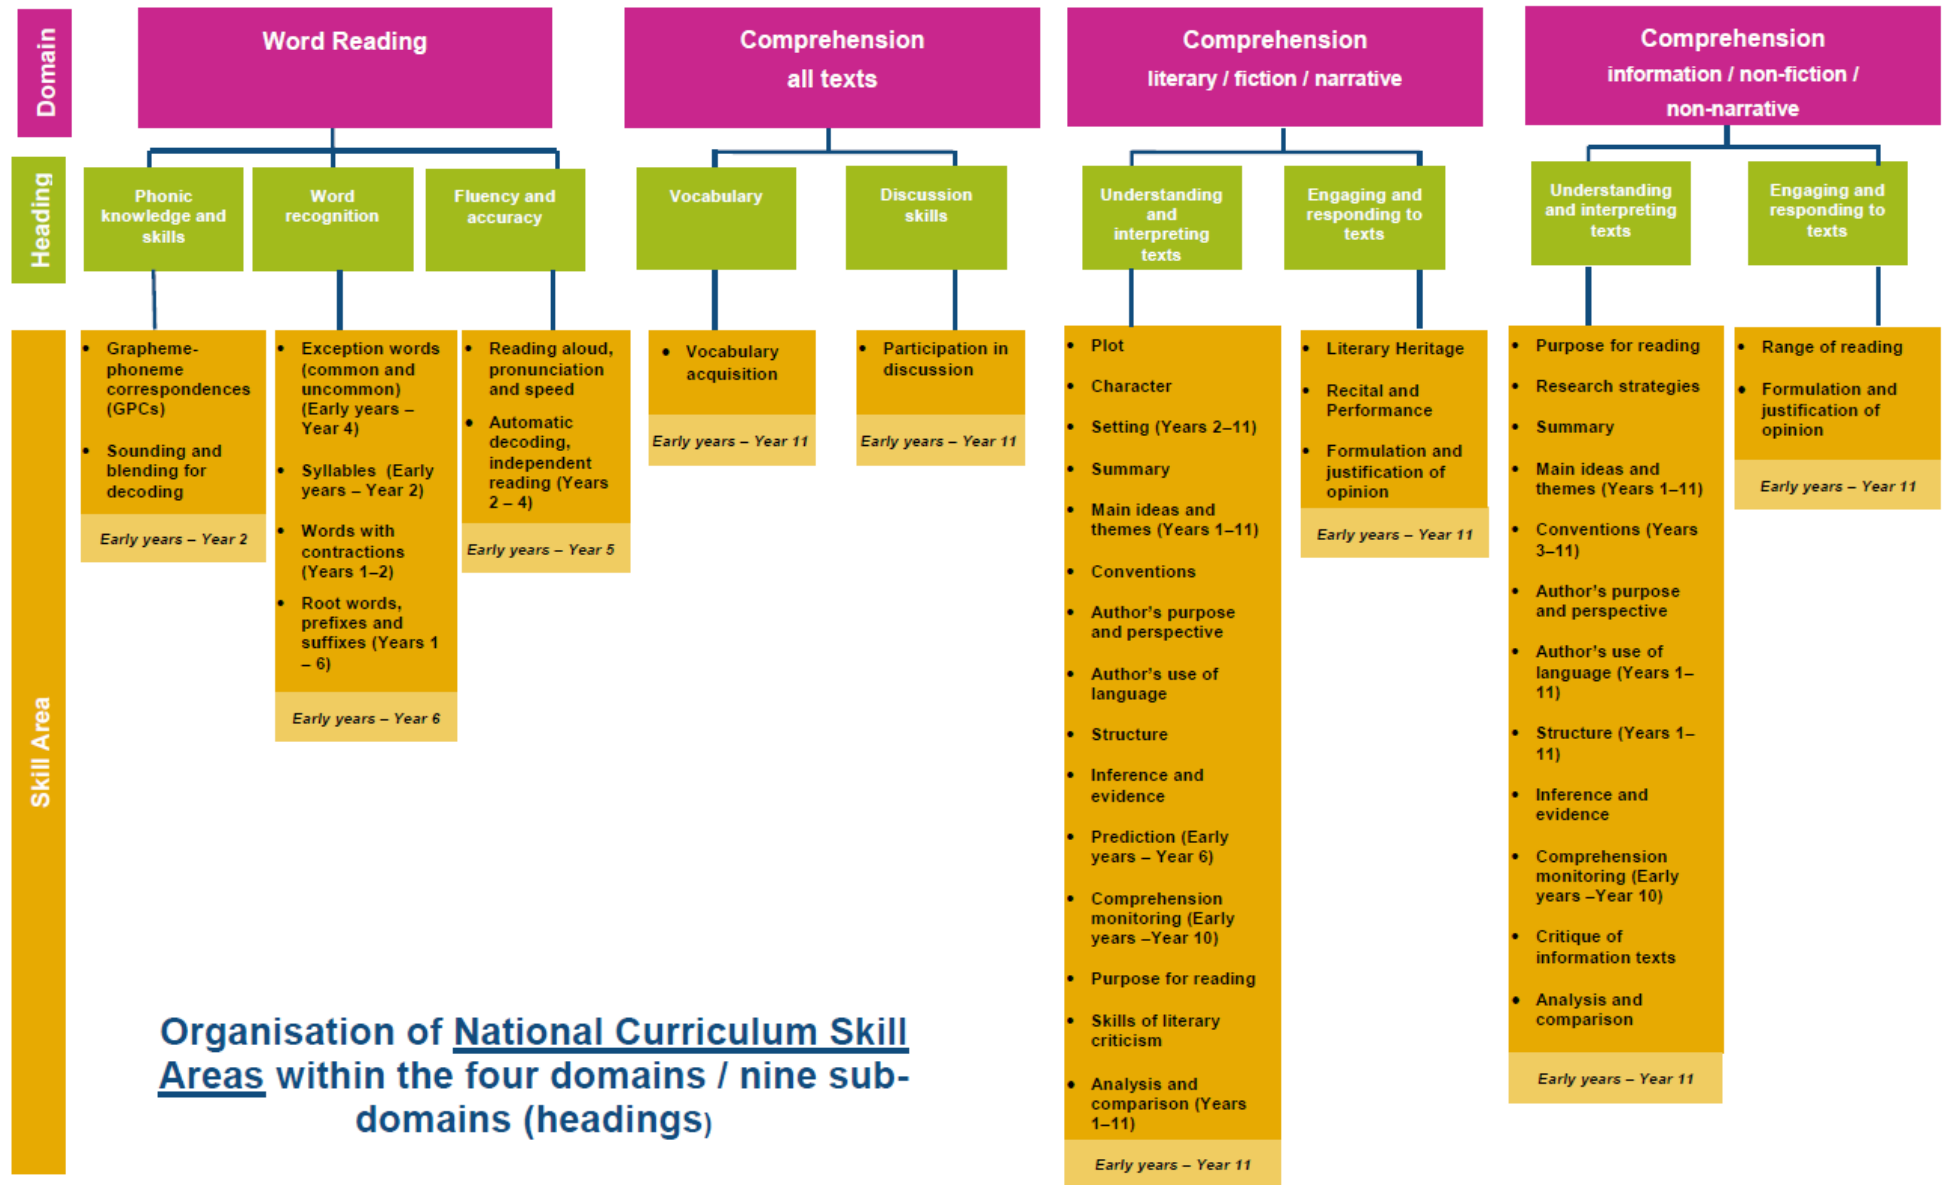 Domain
Word Reading
Comprehension
all texts
Comprehension
literary / fiction / narrative
Comprehension
information / non-fiction /
non-narrative
Heading
Phonic
knowledge and
skills
Word
recognition
Fluency and
accuracy
Vocabulary
Discussion
skills
Understanding
and
interpreting
texts
Engaging and
responding to
texts
Understanding
and interpreting
texts
Engaging and
responding to
texts
Skill Area
• Grapheme-
phoneme
correspondences
(GPCs)
• Sounding and
blending for
decoding
Early years – Year 2
• Exception words
(common and
uncommon)
(Early years –
Year 4)
• Syllables (Early
years – Year 2)
• Words with
contractions
(Years 1–2)
• Root words,
prefixes and
suffixes (Years 1
– 6)
Early years – Year 6
• Reading aloud,
pronunciation
and speed
• Automatic
decoding,
independent
reading (Years
2 – 4)
Early years – Year 5
• Vocabulary
acquisition
Early years – Year 11
• Participation in
discussion
Early years – Year 11
• Plot
• Character
• Setting (Years 2–11)
• Summary
• Main ideas and
themes (Years 1–11)
• Conventions
• Author’s purpose
and perspective
• Author’s use of
language
• Structure
• Inference and
evidence
• Prediction (Early
years – Year 6)
• Comprehension
monitoring (Early
years –Year 10)
• Purpose for reading
• Skills of literary
criticism
• Analysis and
comparison (Years
1–11)
Early years – Year 11
• Literary Heritage
• Recital and
Performance
• Formulation and
justification of
opinion
Early years – Year 11
• Purpose for reading
• Research strategies
• Summary
• Main ideas and
themes (Years 1–11)
• Conventions (Years
3–11)
• Author’s purpose
and perspective
• Author’s use of
language (Years 1–
11)
• Structure (Years 1–
11)
• Inference and
evidence
• Comprehension
monitoring (Early
years –Year 10)
• Critique of
information texts
• Analysis and
comparison
Early years – Year 11
• Range of reading
• Formulation and
justification of
opinion
Early years – Year 11
Organisation of National Curriculum Skill
Areas within the four domains / nine sub-
domains (headings)